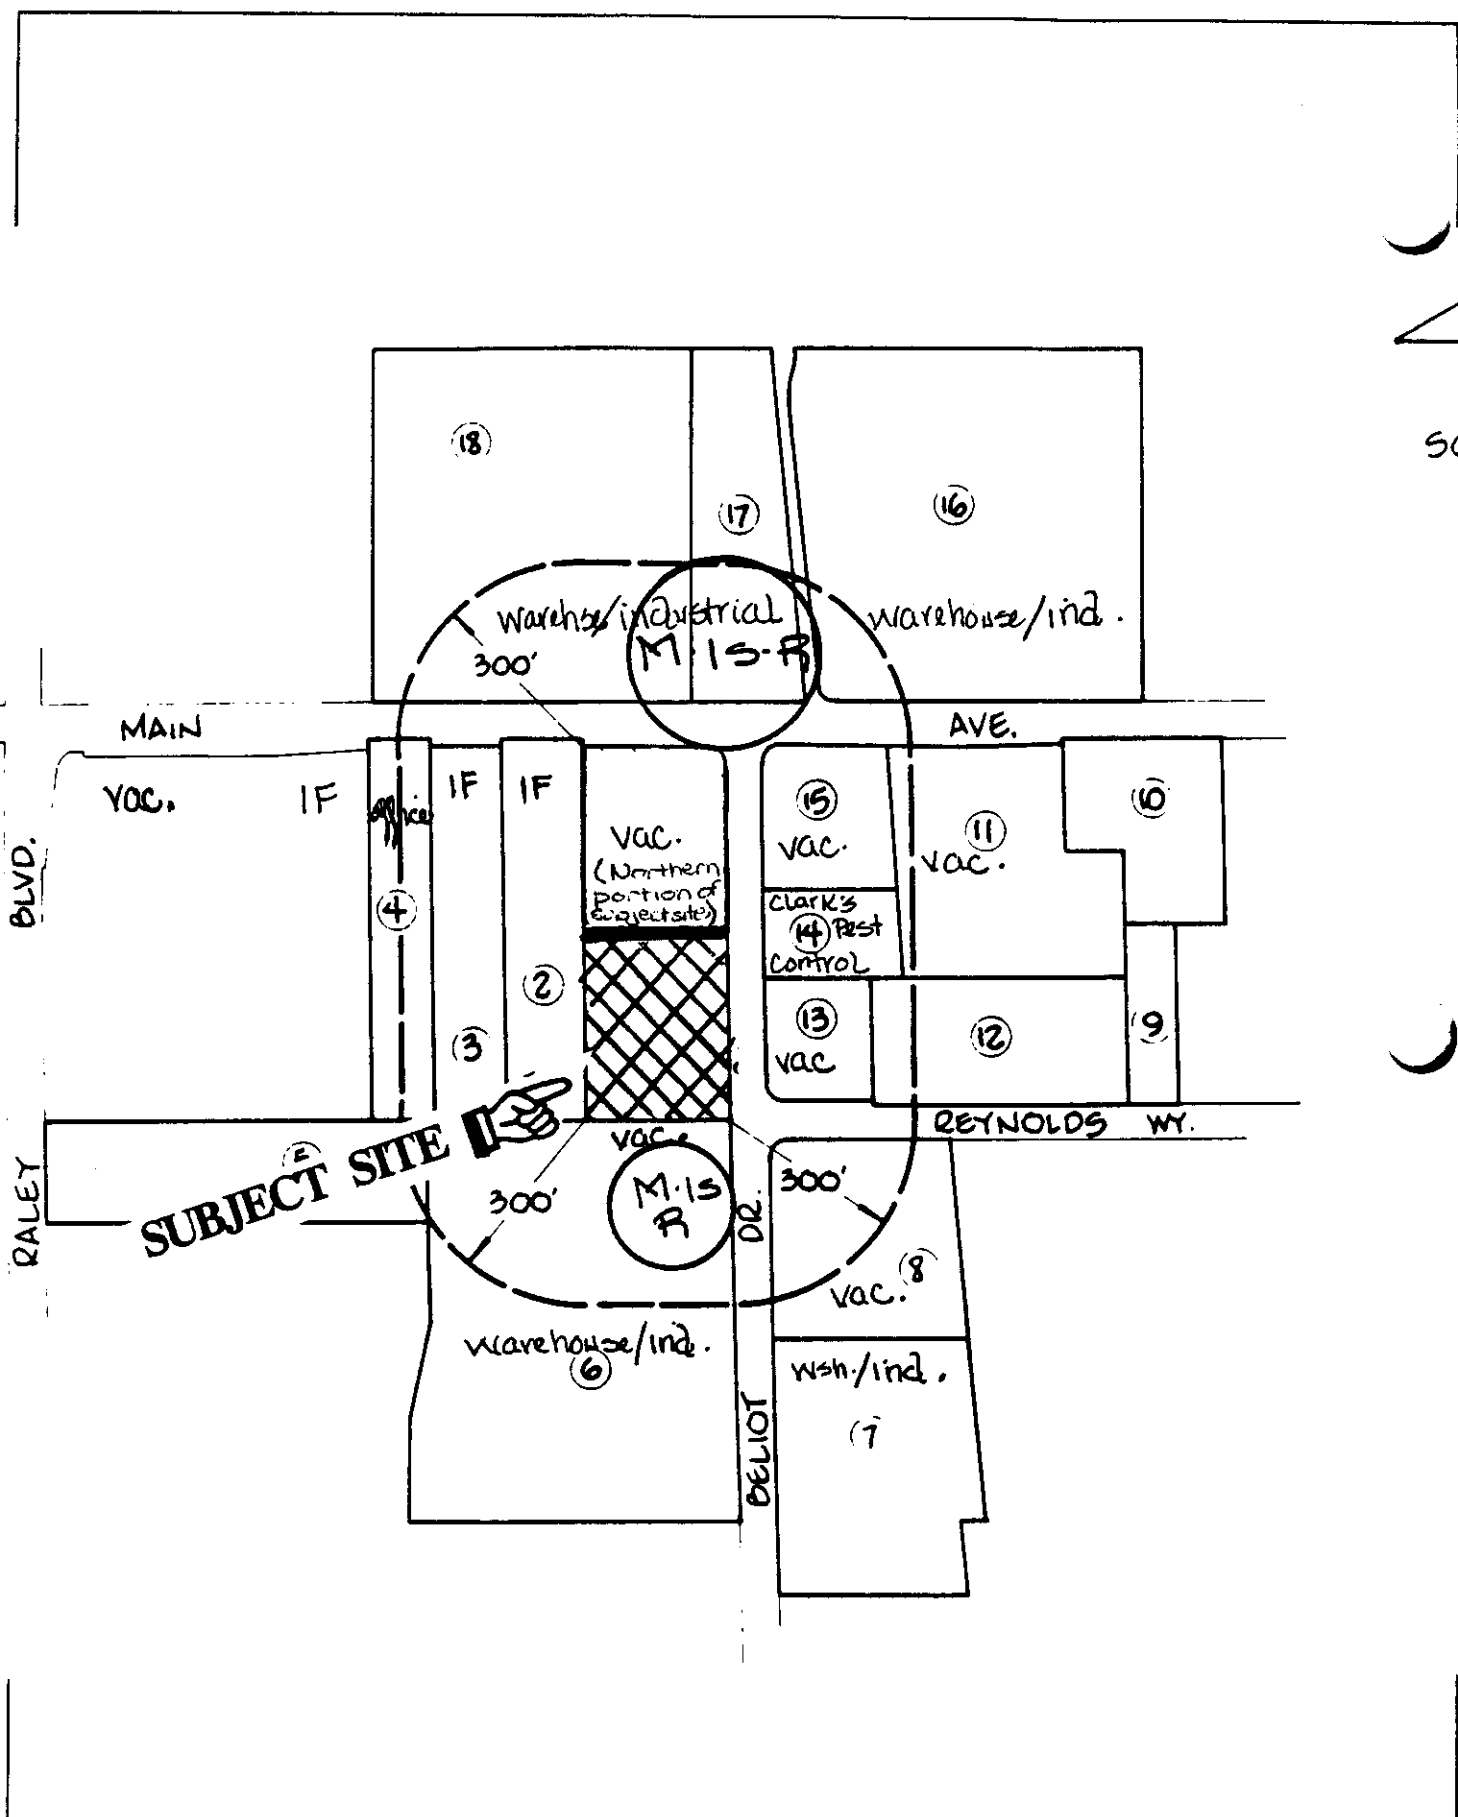 18
17
16
warehse/industrial
warehouse/ind.
M-1S-R
300'
MAIN
AVE.
vac.
1F
office
1F
1F
vac.
(Northern
portion of
subject site)
15
vac.
11
vac.
10
BLVD.
4
Clark's
14 Pest
Control
2
3
13
vac
12
9
REYNOLDS WY.
SUBJECT SITE
vac.
M-1S
R
300'
300'
DR.
RALEY
8
vac.
warehouse/ind.
6
wsh./ind.
7
BELIOT